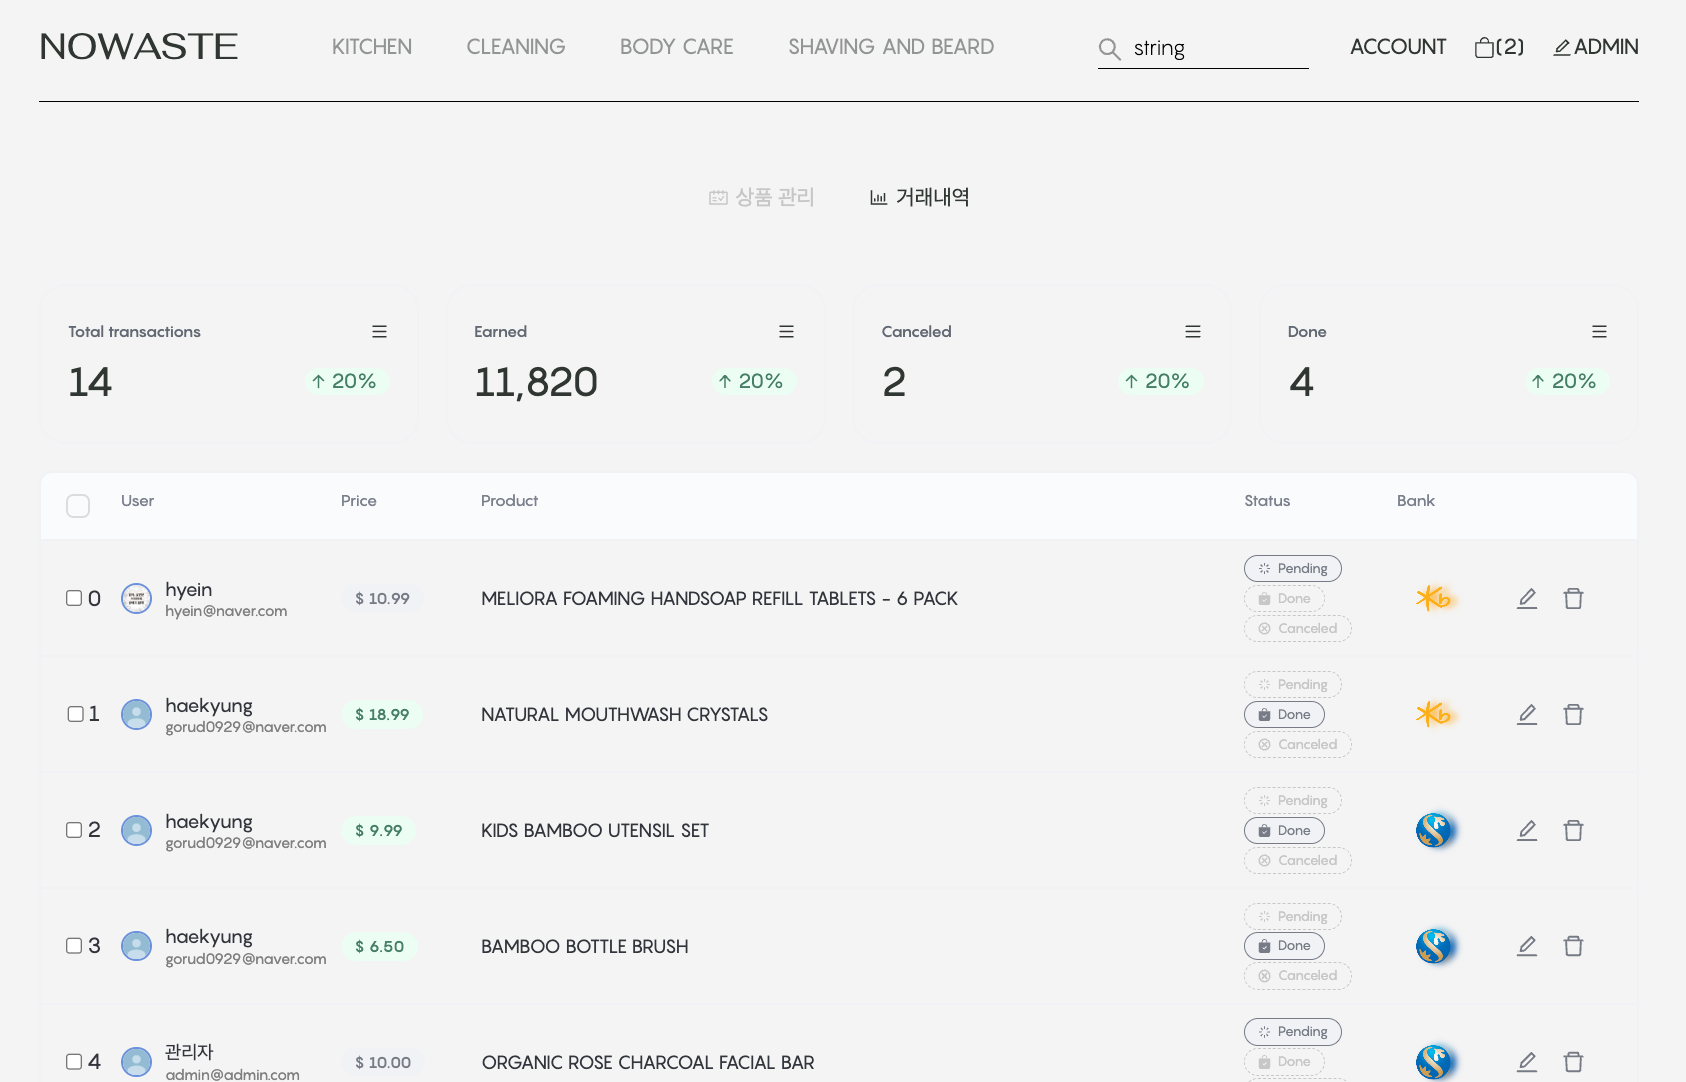 NOWASTE KITCHEN CLEANING BODY CARE SHAVING AND BEARD string ACCOUNT (2) ADMIN
상품 관리 거래내역
Total transactions
14
20%
Earned
11,820
20%
Canceled
2
20%
Done
4
20%
User Price Product Status Bank
0 hyein
hyein@naver.com
$ 10.99
MELIORA FOAMING HANDSOAP REFILL TABLETS - 6 PACK
Pending
Done
Canceled
1 haekyung
gorud0929@naver.com
$ 18.99
NATURAL MOUTHWASH CRYSTALS
Pending
Done
Canceled
2 haekyung
gorud0929@naver.com
$ 9.99
KIDS BAMBOO UTENSIL SET
Pending
Done
Canceled
3 haekyung
gorud0929@naver.com
$ 6.50
BAMBOO BOTTLE BRUSH
Pending
Done
Canceled
4 관리자
admin@admin.com
$ 10.00
ORGANIC ROSE CHARCOAL FACIAL BAR
Pending
Done